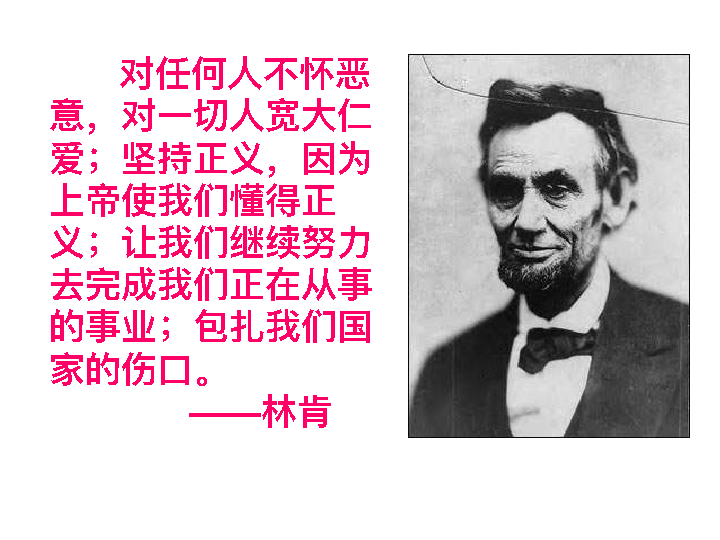 对任何人不怀恶
意，对一切人宽大仁
爱；坚持正义，因为
上帝使我们懂得正
义；让我们继续努力
去完成我们正在从事
的事业；包扎我们国
家的伤口。
——林肯